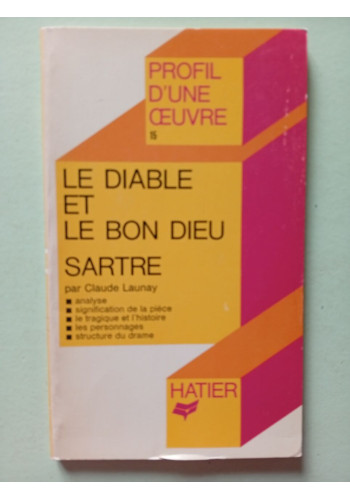 PROFIL
D'UNE
ŒUVRE
15
LE DIABLE
ET
LE BON DIEU
SARTRE
par Claude Launay
■ analyse
■ signification de la pièce
■ le tragique et l'histoire
■ les personnages
■ structure du drame
HATIER